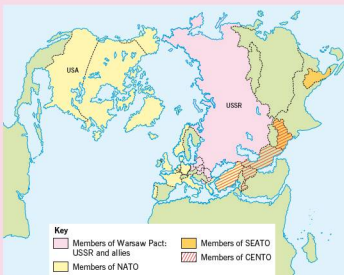 USA
USSR
Key
Members of Warsaw Pact:
USSR and allies
Members of NATO
Members of SEATO
Members of CENTO